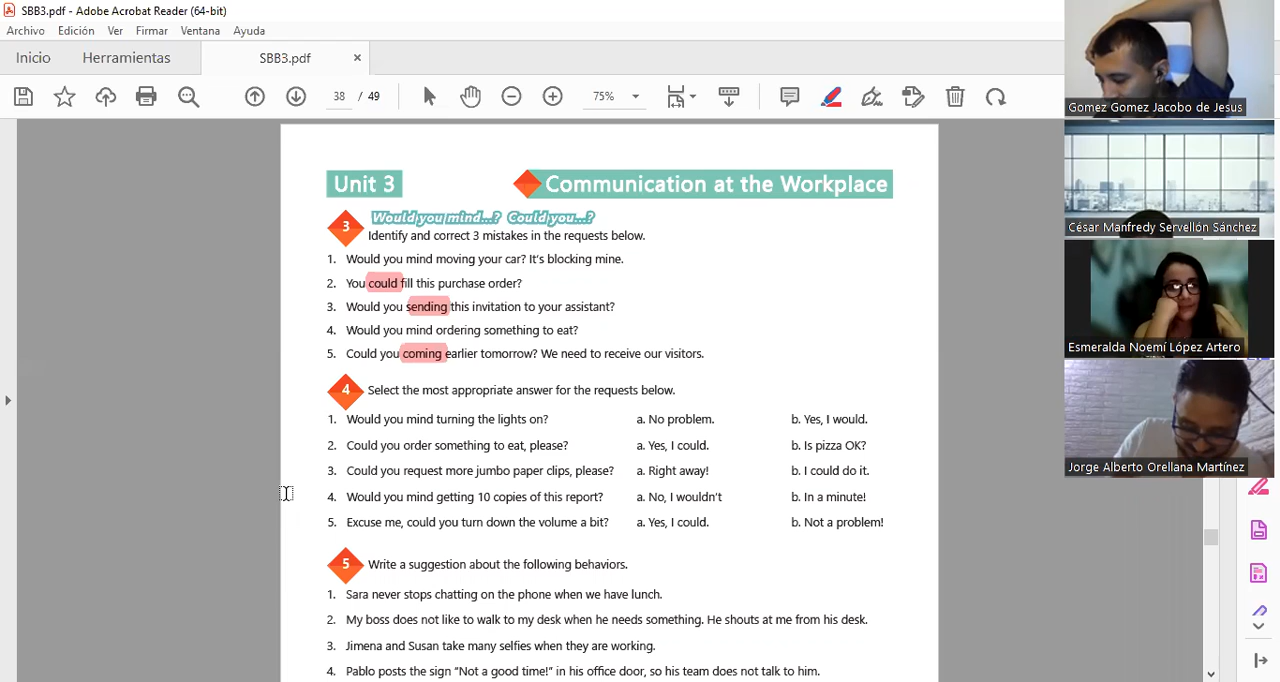 SBB3.pdf - Adobe Acrobat Reader (64-bit)
Archivo Edición Ver Firmar Ventana Ayuda
Inicio Herramientas SBB3.pdf ×
38 / 49 75%
Unit 3 Communication at the Workplace
3 Would you mind...? Could you...?
Identify and correct 3 mistakes in the requests below.
1. Would you mind moving your car? It's blocking mine.
2. You could fill this purchase order?
3. Would you sending this invitation to your assistant?
4. Would you mind ordering something to eat?
5. Could you coming earlier tomorrow? We need to receive our visitors.
4 Select the most appropriate answer for the requests below.
1. Would you mind turning the lights on? a. No problem. b. Yes, I would.
2. Could you order something to eat, please? a. Yes, I could. b. Is pizza OK?
3. Could you request more jumbo paper clips, please? a. Right away! b. I could do it.
4. Would you mind getting 10 copies of this report? a. No, I wouldn't b. In a minute!
5. Excuse me, could you turn down the volume a bit? a. Yes, I could. b. Not a problem!
5 Write a suggestion about the following behaviors.
1. Sara never stops chatting on the phone when we have lunch.
2. My boss does not like to walk to my desk when he needs something. He shouts at me from his desk.
3. Jimena and Susan take many selfies when they are working.
4. Pablo posts the sign "Not a good time!" in his office door, so his team does not talk to him.
Gomez Gomez Jacobo de Jesus
César Manfredy Servellón Sánchez
Esmeralda Noemí López Artero
Jorge Alberto Orellana Martínez